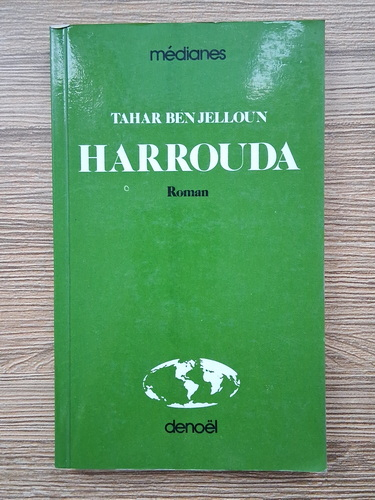 médianes
TAHAR BEN JELLOUN
HARROUDA
Roman
denoël